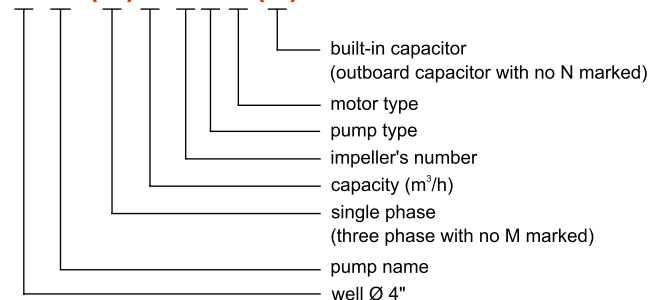 built-in capacitor
(outboard capacitor with no N marked)
motor type
pump type
impeller's number
capacity (m³/h)
single phase
(three phase with no M marked)
pump name
well Ø 4"